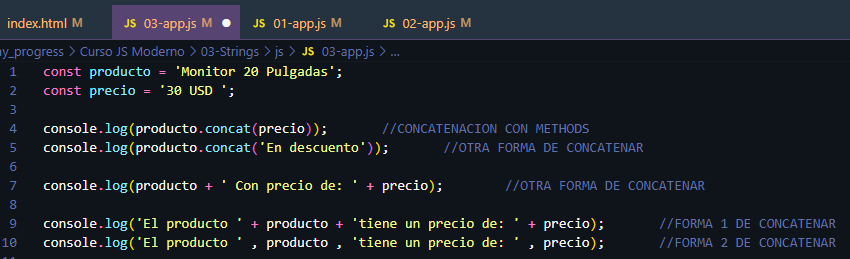 index.html M JS 03-app.js ● JS 01-app.js M JS 02-app.js M
ay_progress > Curso JS Moderno > 03-Strings > js > JS 03-app.js > ...
1 const producto = 'Monitor 20 Pulgadas';
2 const precio = '30 USD ';
3
4 console.log(producto.concat(precio)); //CONCATENACION CON METHODS
5 console.log(producto.concat('En descuento')); //OTRA FORMA DE CONCATENAR
6
7 console.log(producto + ' Con precio de: ' + precio); //OTRA FORMA DE CONCATENAR
8
9 console.log('El producto ' + producto + 'tiene un precio de: ' + precio); //FORMA 1 DE CONCATENAR
10 console.log('El producto ' , producto , 'tiene un precio de: ' , precio); //FORMA 2 DE CONCATENAR